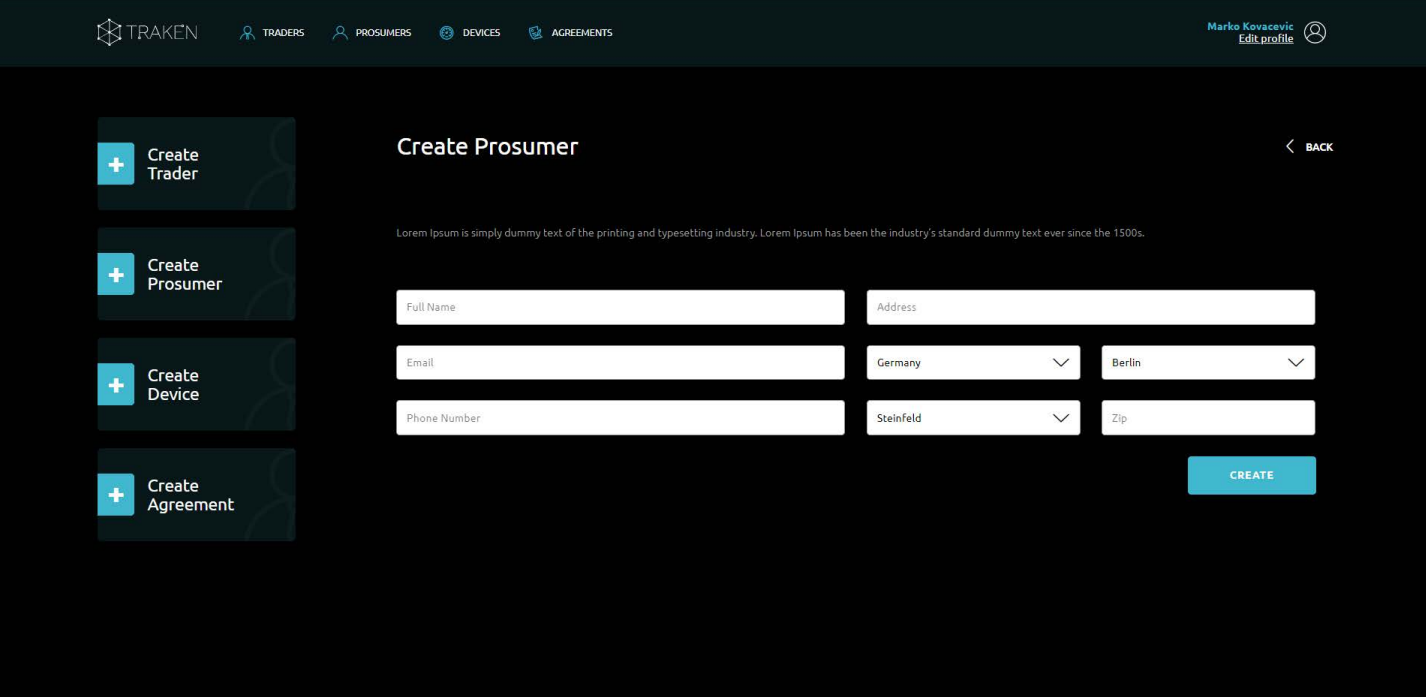 TRAKEN
TRADERS
PROSUMERS
DEVICES
AGREEMENTS
Marko Kovacevic
Edit profile
Create
Trader
Create
Prosumer
Create
Device
Create
Agreement
Create Prosumer
BACK
Lorem Ipsum is simply dummy text of the printing and typesetting industry. Lorem Ipsum has been the industry's standard dummy text ever since the 1500s.
Full Name
Address
Email
Germany
Berlin
Phone Number
Steinfeld
Zip
CREATE